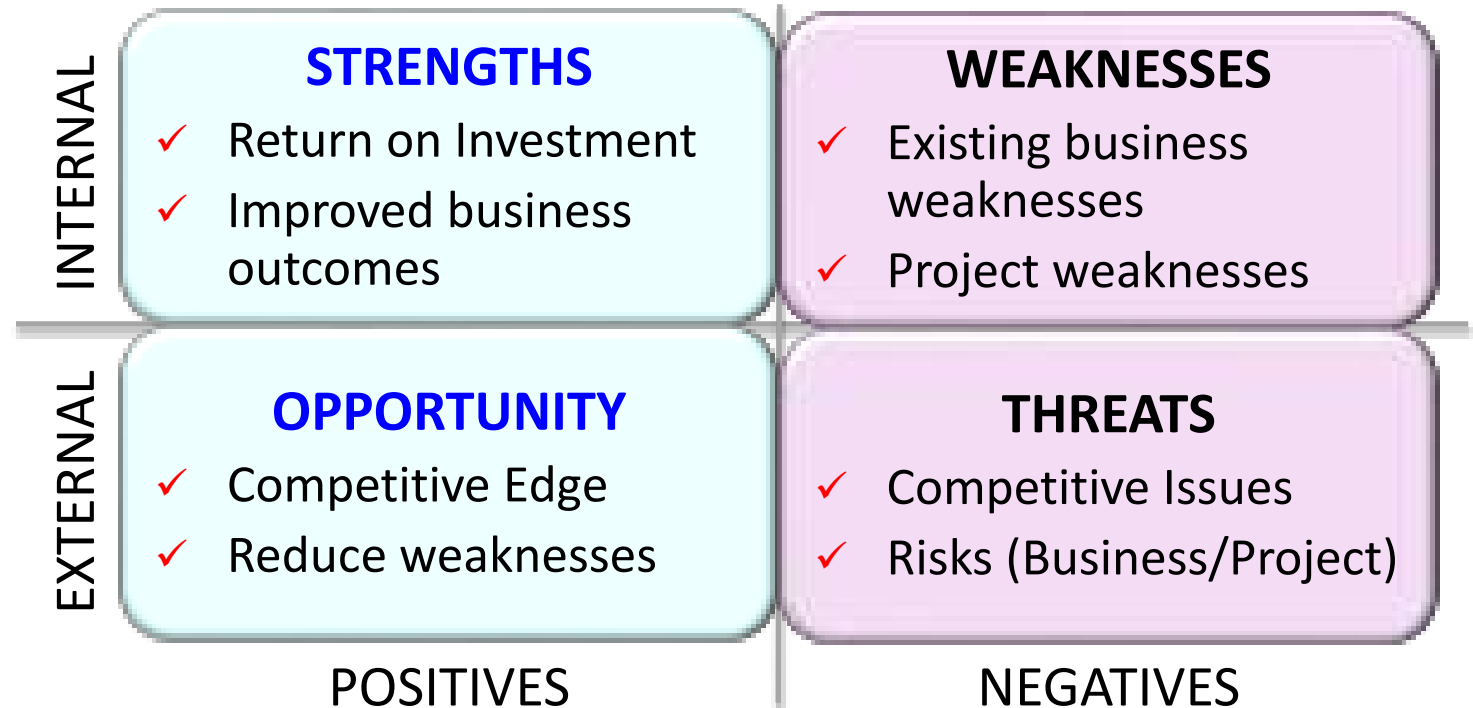 INTERNAL
STRENGTHS
✓ Return on Investment
✓ Improved business
outcomes
WEAKNESSES
✓ Existing business
weaknesses
✓ Project weaknesses
EXTERNAL
OPPORTUNITY
✓ Competitive Edge
✓ Reduce weaknesses
THREATS
✓ Competitive Issues
✓ Risks (Business/Project)
POSITIVES
NEGATIVES